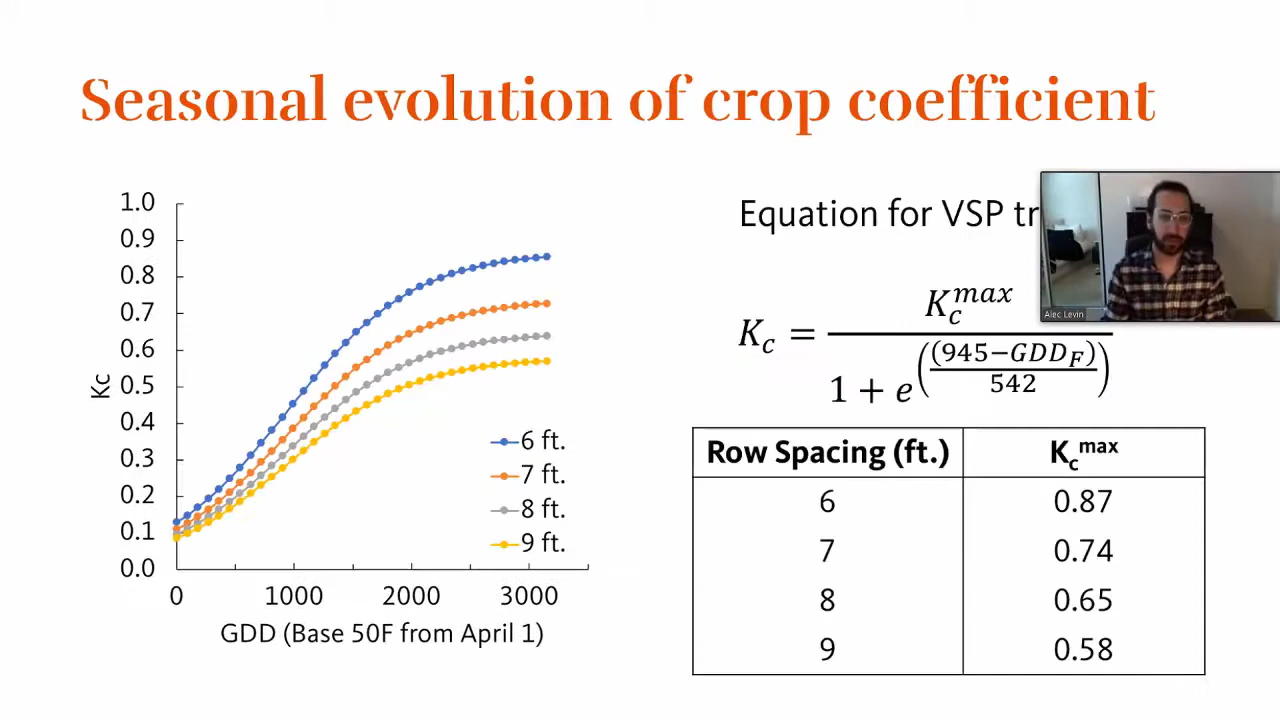 Seasonal evolution of crop coefficient
1.0
0.9
0.8
0.7
0.6
0.5
0.4
0.3
0.2
0.1
0.0
Kc
0 1000 2000 3000
GDD (Base 50F from April 1)
6 ft.
7 ft.
8 ft.
9 ft.
Equation for VSP
Alec Levin
K_c = K_c^max / (1 + e^((945−GDD_F)/542))
Row Spacing (ft.) K_c^max
6 0.87
7 0.74
8 0.65
9 0.58